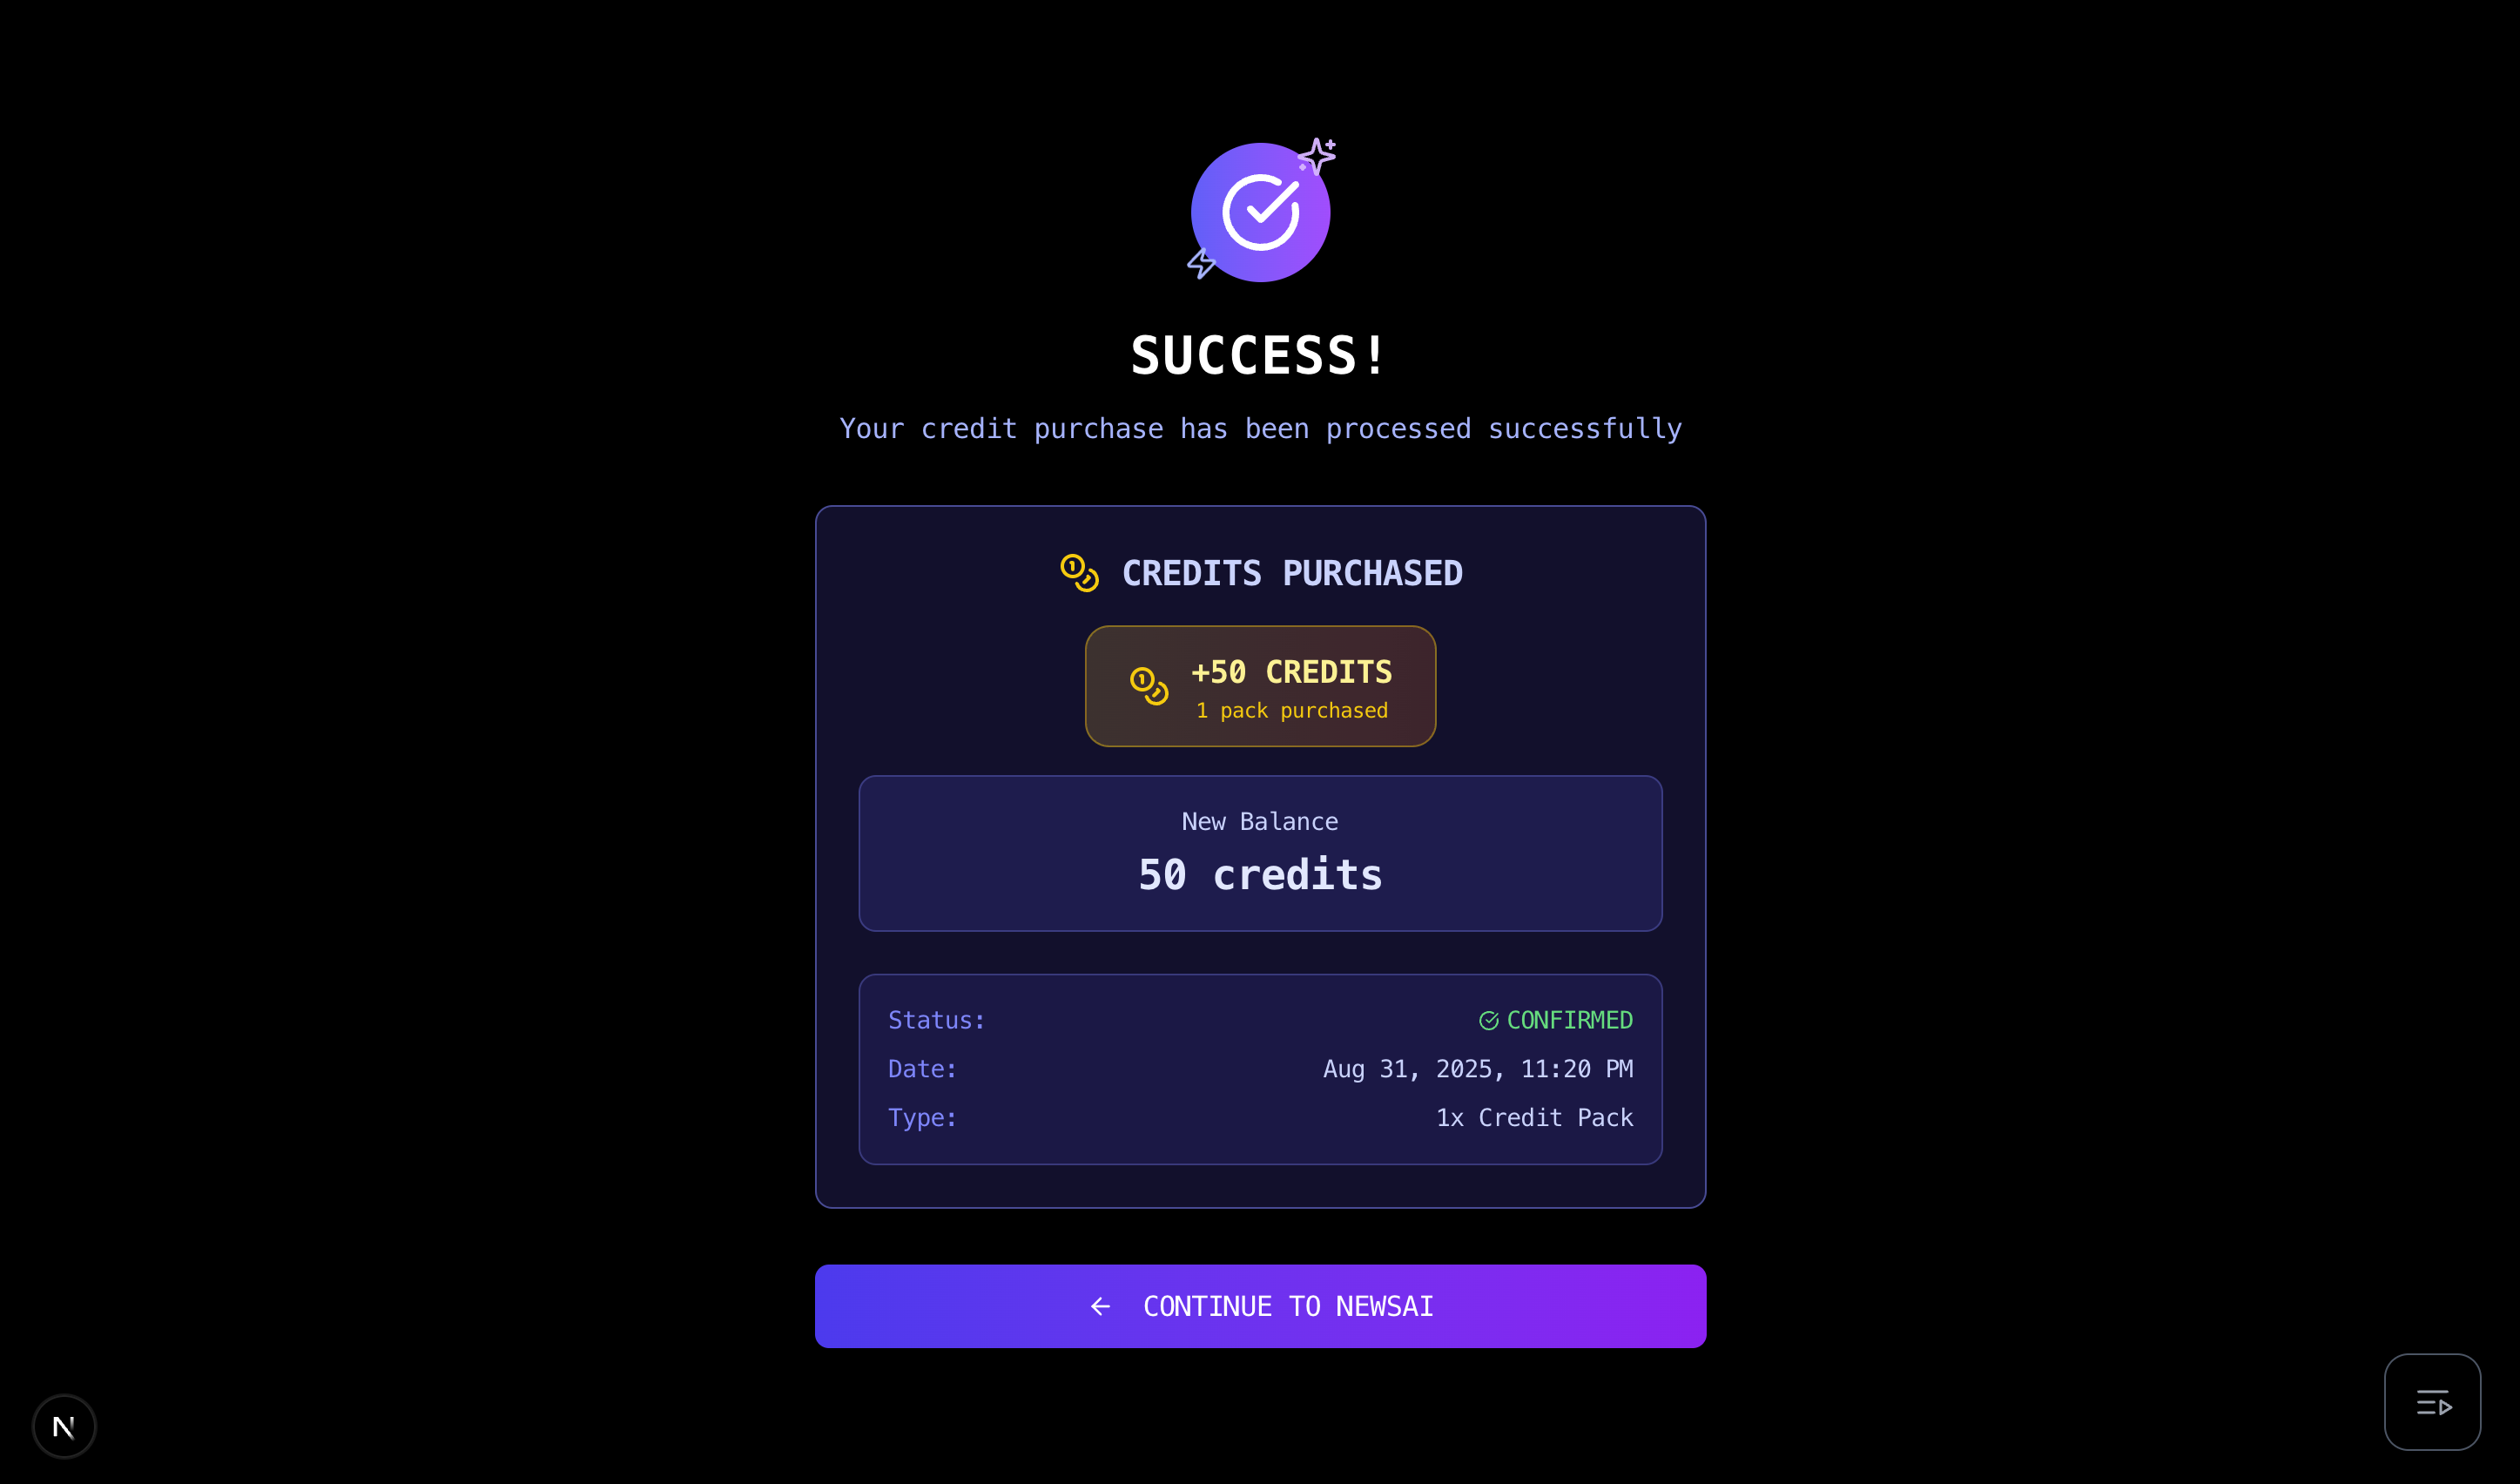 SUCCESS!
Your credit purchase has been processed successfully
CREDITS PURCHASED
+50 CREDITS
1 pack purchased
New Balance
50 credits
Status: CONFIRMED
Date: Aug 31, 2025, 11:20 PM
Type: 1x Credit Pack
CONTINUE TO NEWSAI
N